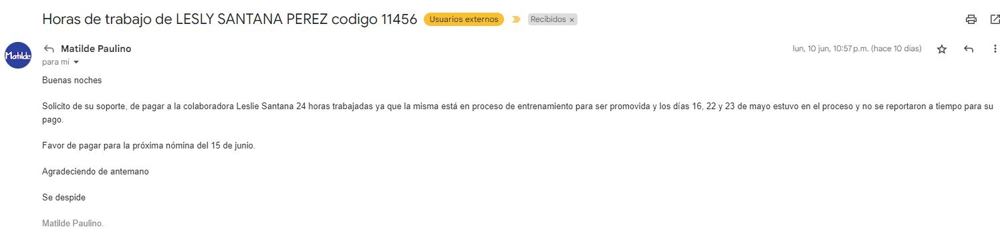 Horas de trabajo de LESLY SANTANA PEREZ codigo 11456 Usuarios externos Recibidos ×
Matilde Matilde Paulino lun, 10 jun, 10:57 p.m. (hace 10 días)
para mí
Buenas noches
Solicito de su soporte, de pagar a la colaboradora Leslie Santana 24 horas trabajadas ya que la misma está en proceso de entrenamiento para ser promovida y los días 16, 22 y 23 de mayo estuvo en el proceso y no se reportaron a tiempo para su
pago.
Favor de pagar para la próxima nómina del 15 de junio.
Agradeciendo de antemano
Se despide
Matilde Paulino.